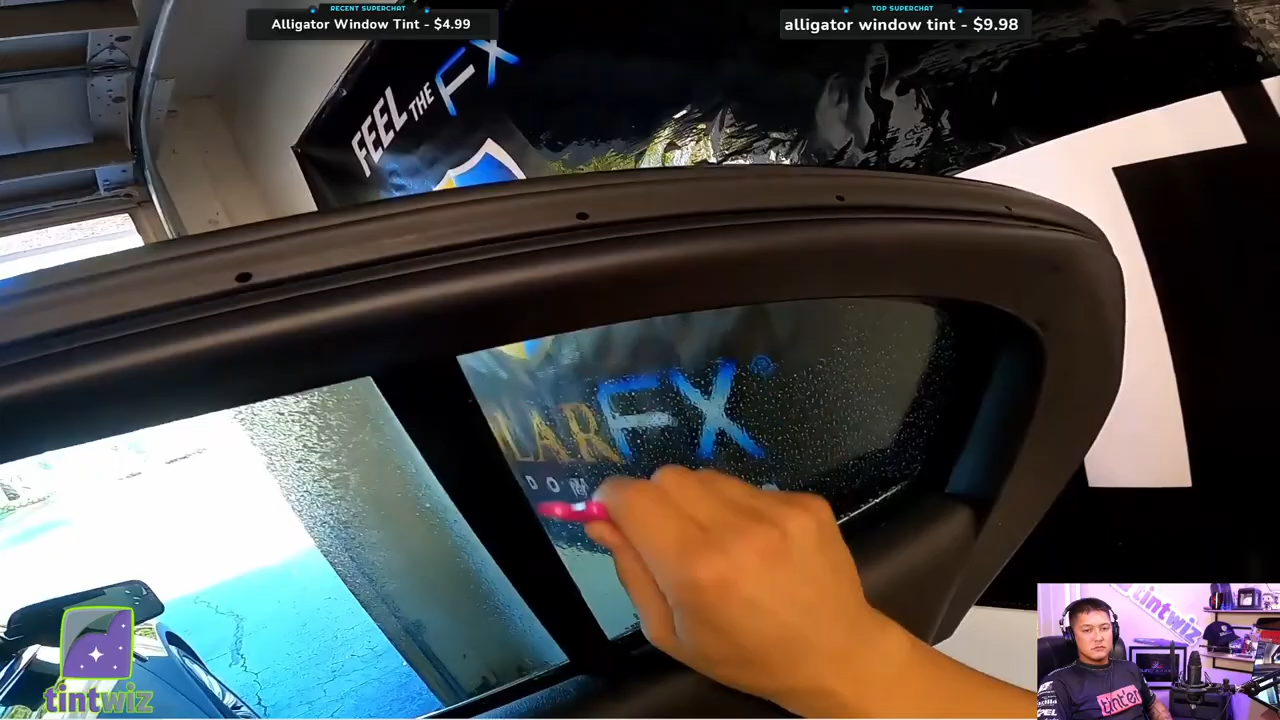 RECENT SUPERCHAT
Alligator Window Tint - $4.99
TOP SUPERCHAT
alligator window tint - $9.98
FEEL THE FX
LAR FX®
D O W
tintwiz
tintwiz
tinter